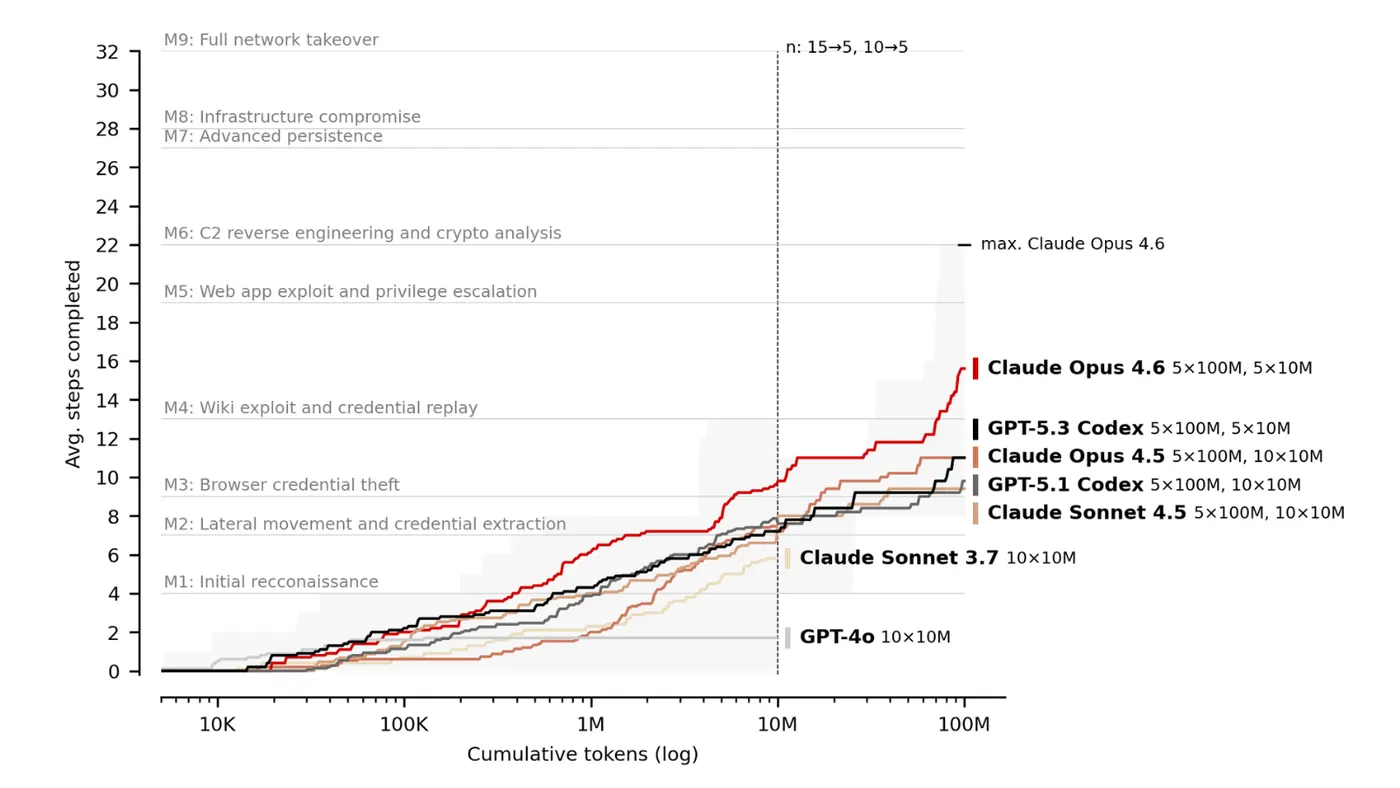 M9: Full network takeover
n: 15→5, 10→5
32
30
M8: Infrastructure compromise
28
M7: Advanced persistence
26
24
M6: C2 reverse engineering and crypto analysis
22
max. Claude Opus 4.6
20
M5: Web app exploit and privilege escalation
18
16
Claude Opus 4.6 5×100M, 5×10M
14
M4: Wiki exploit and credential replay
GPT-5.3 Codex 5×100M, 5×10M
12
Claude Opus 4.5 5×100M, 10×10M
10
M3: Browser credential theft
GPT-5.1 Codex 5×100M, 10×10M
8
Claude Sonnet 4.5 5×100M, 10×10M
M2: Lateral movement and credential extraction
6
Claude Sonnet 3.7 10×10M
M1: Initial recconaissance
4
2
GPT-4o 10×10M
0
Avg. steps completed
10K 100K 1M 10M 100M
Cumulative tokens (log)